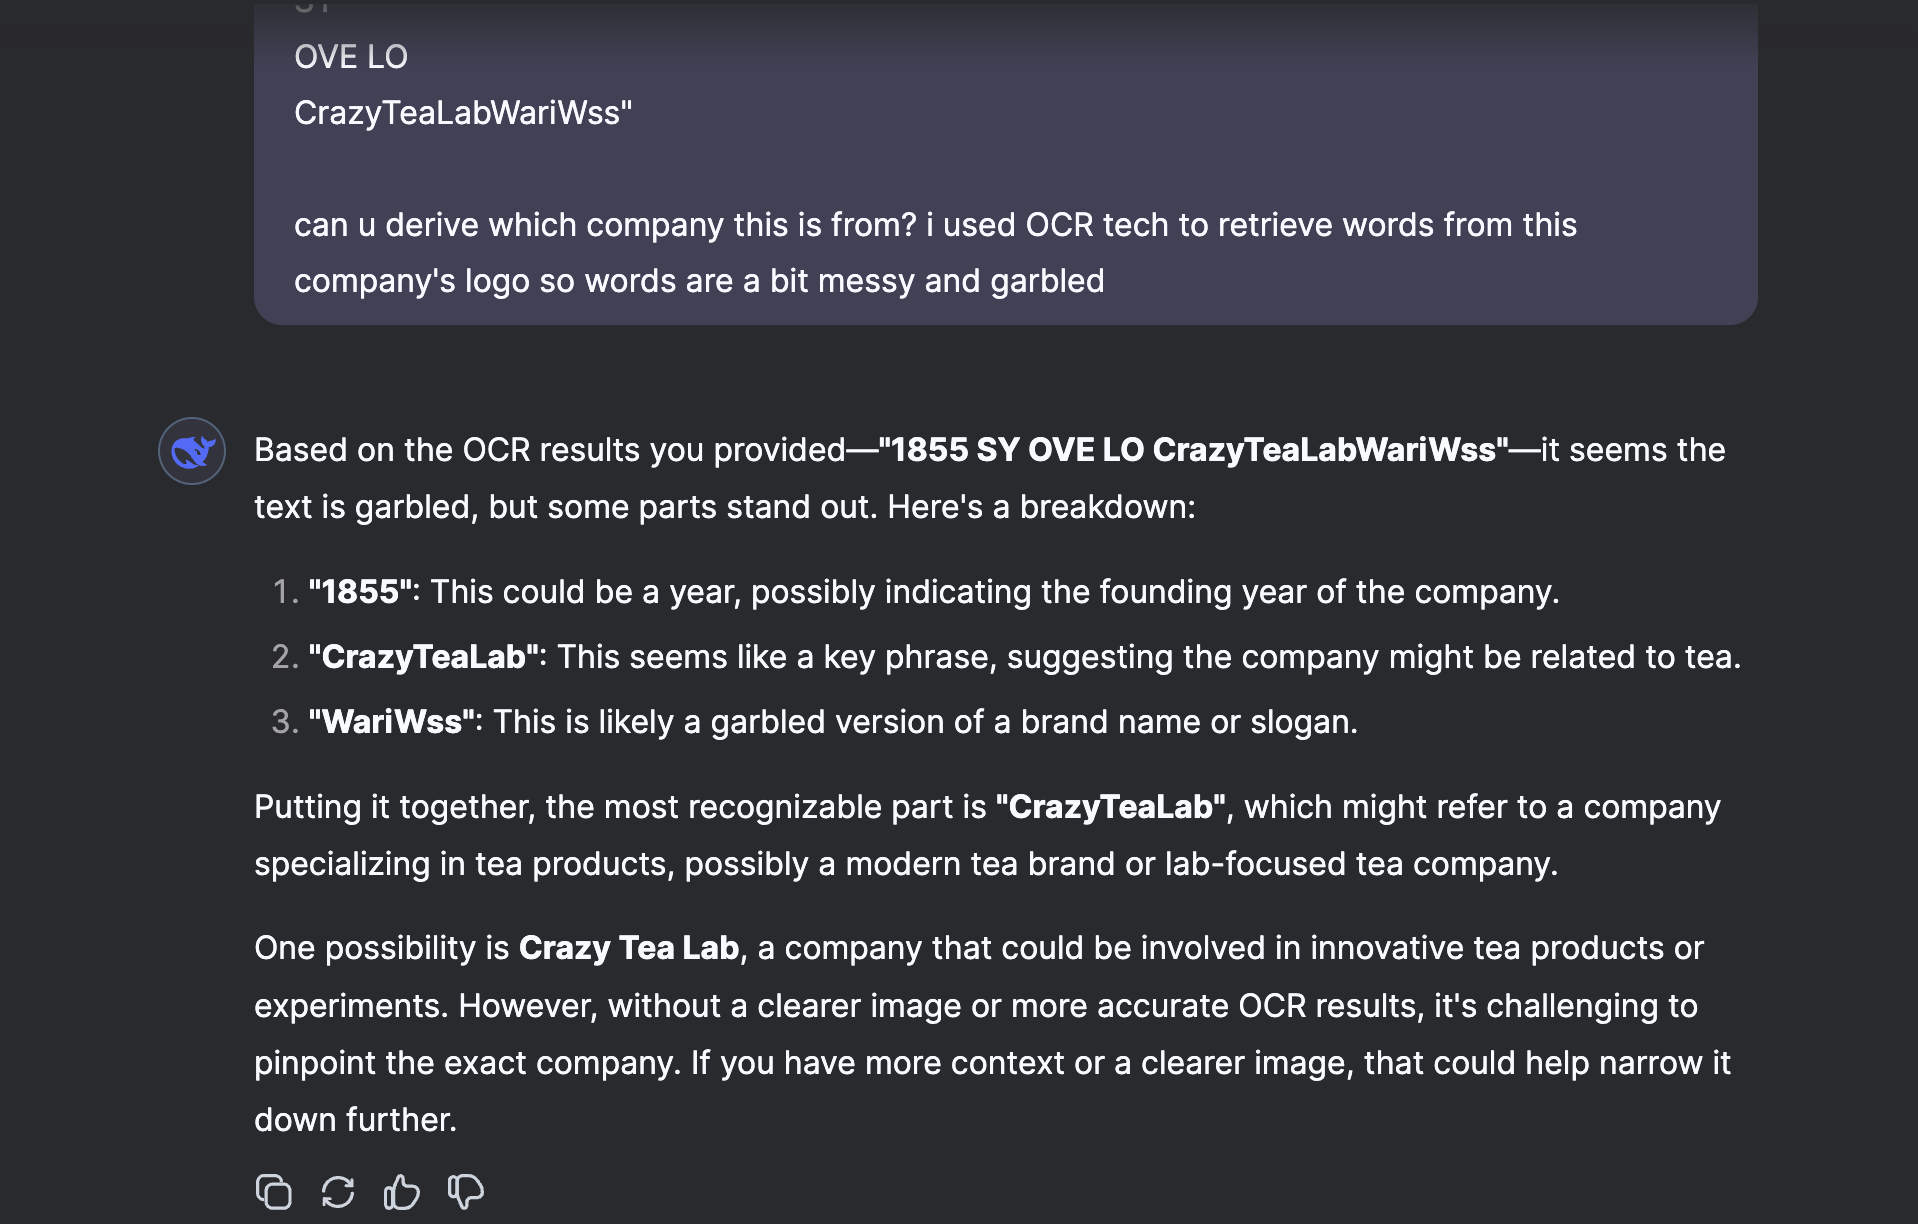 OVE LO
CrazyTeaLabWariWss"
can u derive which company this is from? i used OCR tech to retrieve words from this
company's logo so words are a bit messy and garbled
Based on the OCR results you provided—"1855 SY OVE LO CrazyTeaLabWariWss"—it seems the
text is garbled, but some parts stand out. Here's a breakdown:
1. "1855": This could be a year, possibly indicating the founding year of the company.
2. "CrazyTeaLab": This seems like a key phrase, suggesting the company might be related to tea.
3. "WariWss": This is likely a garbled version of a brand name or slogan.
Putting it together, the most recognizable part is "CrazyTeaLab", which might refer to a company
specializing in tea products, possibly a modern tea brand or lab-focused tea company.
One possibility is Crazy Tea Lab, a company that could be involved in innovative tea products or
experiments. However, without a clearer image or more accurate OCR results, it's challenging to
pinpoint the exact company. If you have more context or a clearer image, that could help narrow it
down further.